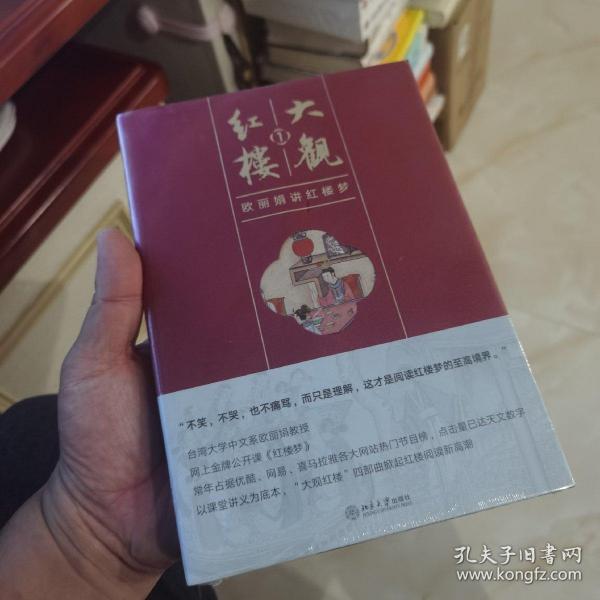 大觀
红楼
1
欧丽娟讲红楼梦
“不笑，不哭，也不痛骂，而只是理解，这才是阅读红楼梦的至高境界。”
台湾大学中文系欧丽娟教授
网上金牌公开课《红楼梦》
常年占据优酷、网易、喜马拉雅各大网站热门节目榜，点击量已达天文数字
以课堂讲义为底本，“大观红楼”四部曲掀起红楼阅读新高潮
北京大学出版社
PEKING UNIVERSITY PRESS
孔夫子旧书网
www.kongfz.com